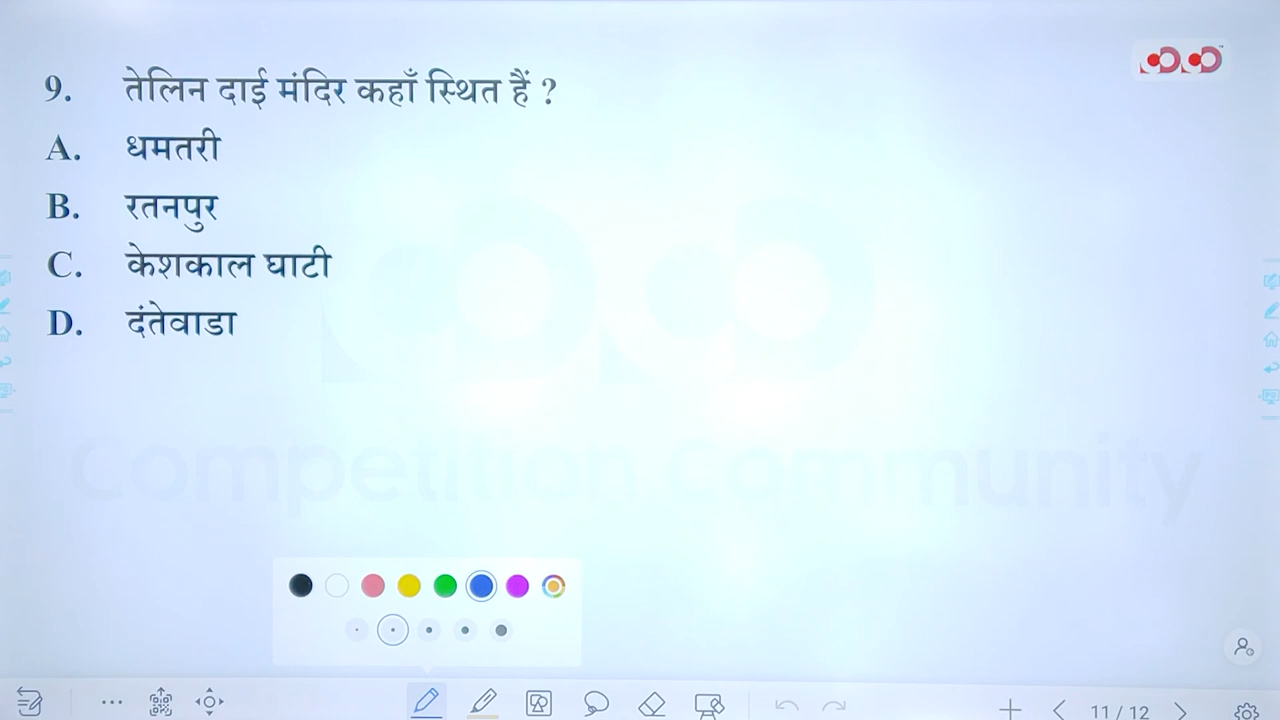 9. तेलिन दाई मंदिर कहाँ स्थित हैं ?
A. धमतरी
B. रतनपुर
C. केशकाल घाटी
D. दंतेवाडा
Competition Community
11 / 12